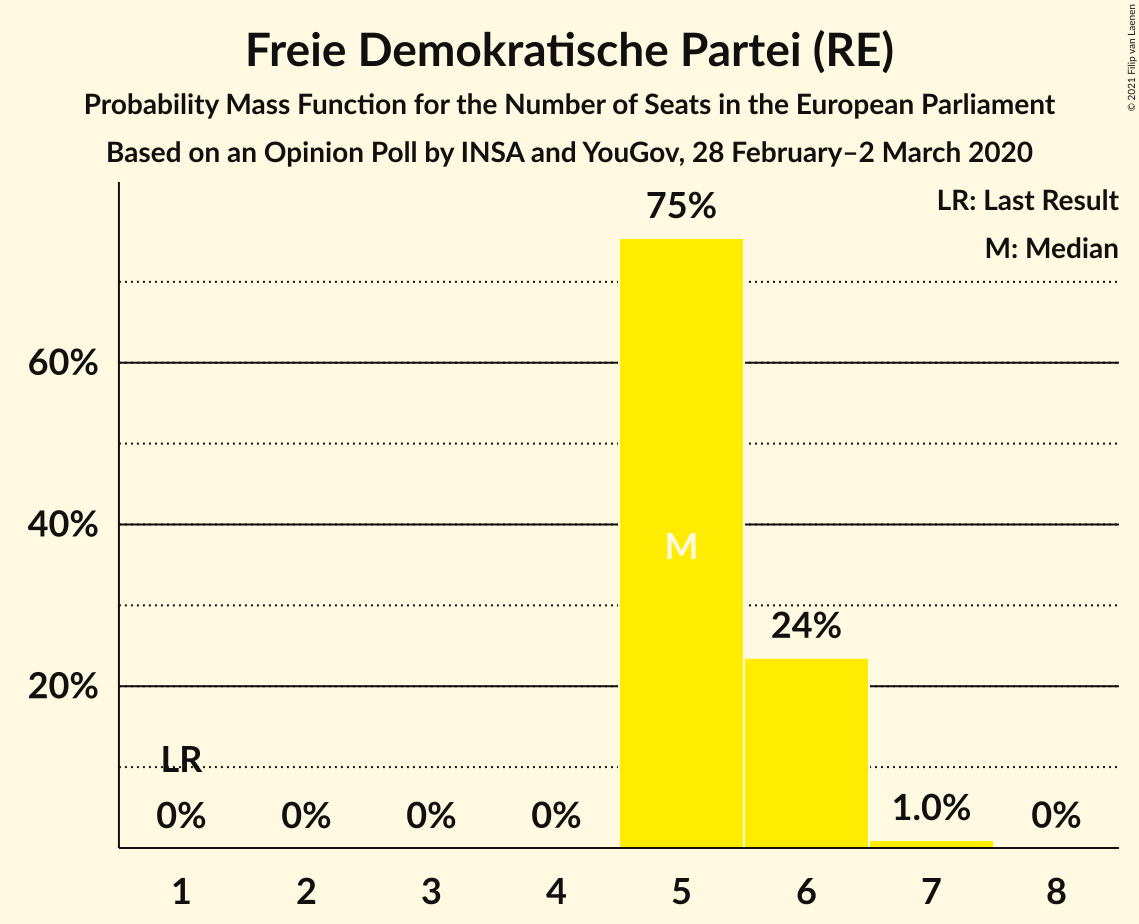 Freie Demokratische Partei (RE)
Probability Mass Function for the Number of Seats in the European Parliament
Based on an Opinion Poll by INSA and YouGov, 28 February–2 March 2020
© 2021 Filip van Laenen
LR: Last Result
M: Median
75%
60%
40%
M
24%
20%
LR
0% 0% 0% 0% 1.0% 0%
1 2 3 4 5 6 7 8